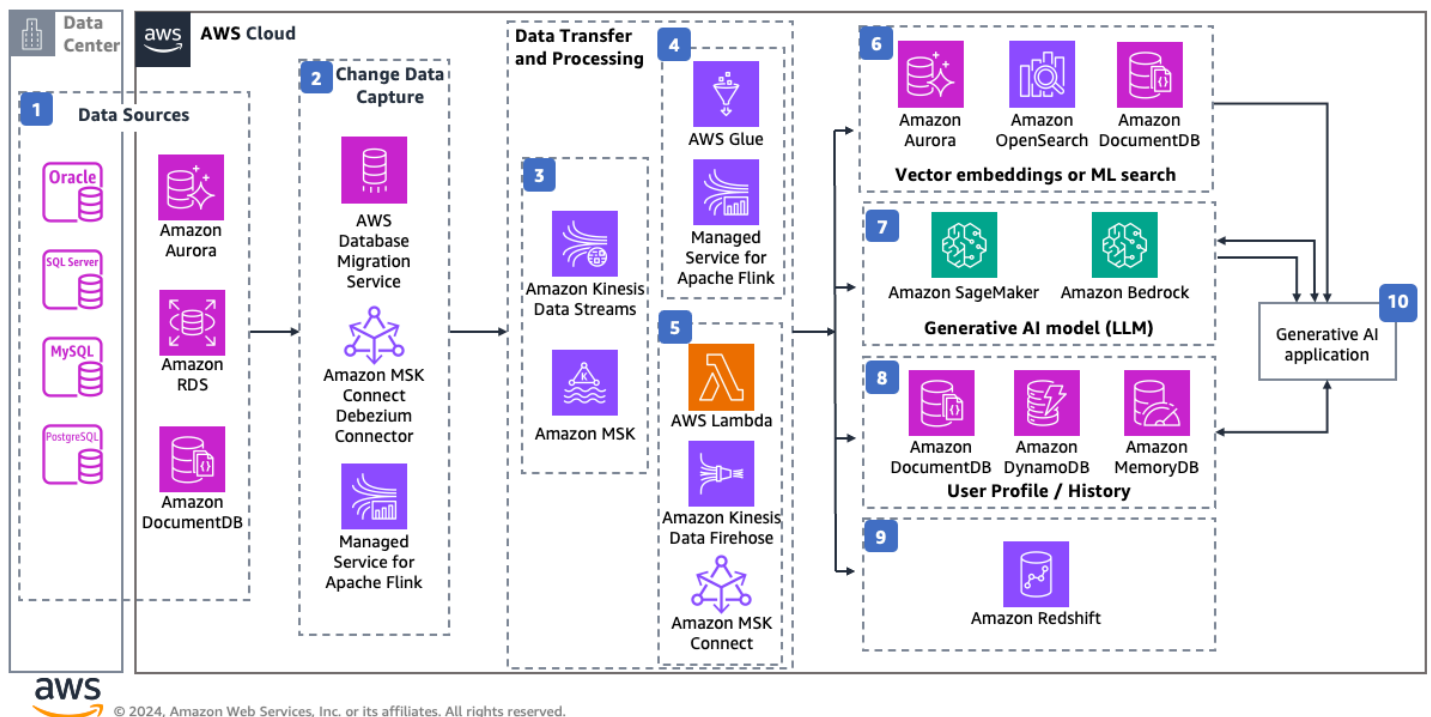 Data
Center
aws
AWS Cloud
1
Data Sources
Oracle
SQL Server
MySQL
PostgreSQL
Amazon
Aurora
Amazon
RDS
Amazon
DocumentDB
2
Change Data
Capture
AWS
Database
Migration
Service
Amazon MSK
Connect
Debezium
Connector
Managed
Service for
Apache Flink
Data Transfer
and Processing
3
Amazon Kinesis
Data Streams
K
Amazon MSK
4
AWS Glue
Managed
Service for
Apache Flink
5
AWS Lambda
Amazon Kinesis
Data Firehose
Amazon MSK
Connect
6
Amazon
Aurora
Amazon
OpenSearch
Amazon
DocumentDB
Vector embeddings or ML search
7
Amazon SageMaker
Amazon Bedrock
Generative AI model (LLM)
8
Amazon
DocumentDB
Amazon
DynamoDB
Amazon
MemoryDB
User Profile / History
9
Amazon Redshift
10
Generative AI
application
aws
© 2024, Amazon Web Services, Inc. or its affiliates. All rights reserved.